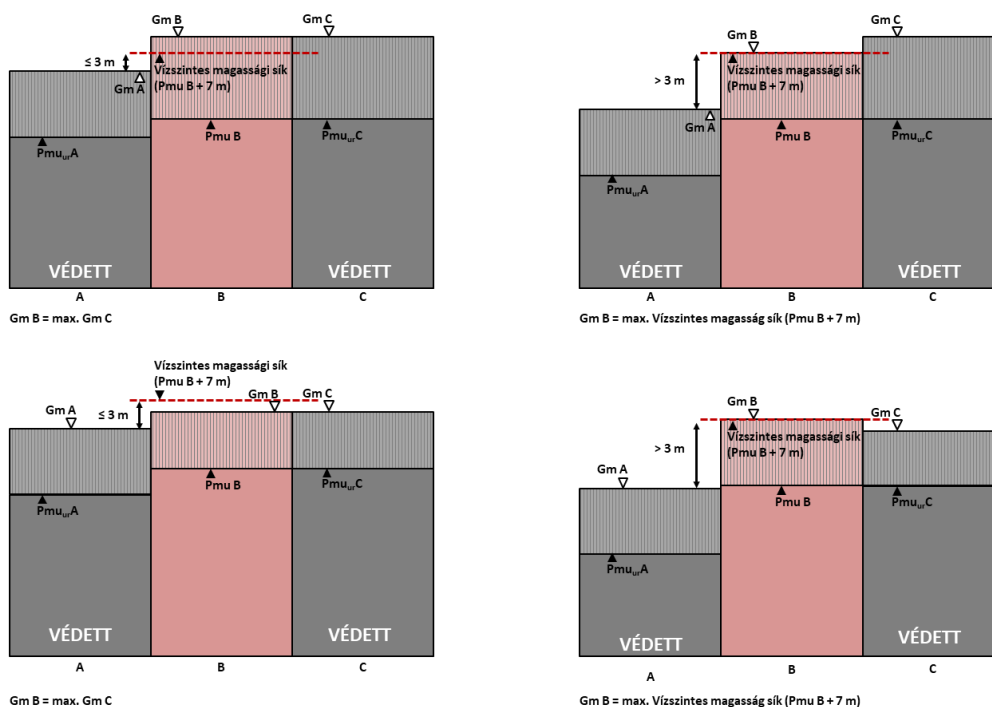 Gm B
Gm C
≤ 3 m
Vízszintes magassági sík
(Pmu B + 7 m)
Gm A
Pmu B
PmuurC
PmuurA
VÉDETT
VÉDETT
A
B
C
Gm B = max. Gm C
Gm C
Gm B
Vízszintes magassági sík
(Pmu B + 7 m)
> 3 m
Gm A
Pmu B
PmuurC
PmuurA
VÉDETT
VÉDETT
A
B
C
Gm B = max. Vízszintes magasság sík (Pmu B + 7 m)
Vízszintes magassági sík
(Pmu B + 7 m)
Gm B
Gm C
Gm A
≤ 3 m
Pmu B
PmuurC
PmuurA
VÉDETT
VÉDETT
A
B
C
Gm B = max. Gm C
Gm B
Gm C
Vízszintes magassági sík
(Pmu B + 7 m)
> 3 m
Gm A
Pmu B
PmuurC
PmuurA
VÉDETT
VÉDETT
A
B
C
Gm B = max. Vízszintes magasság sík (Pmu B + 7 m)